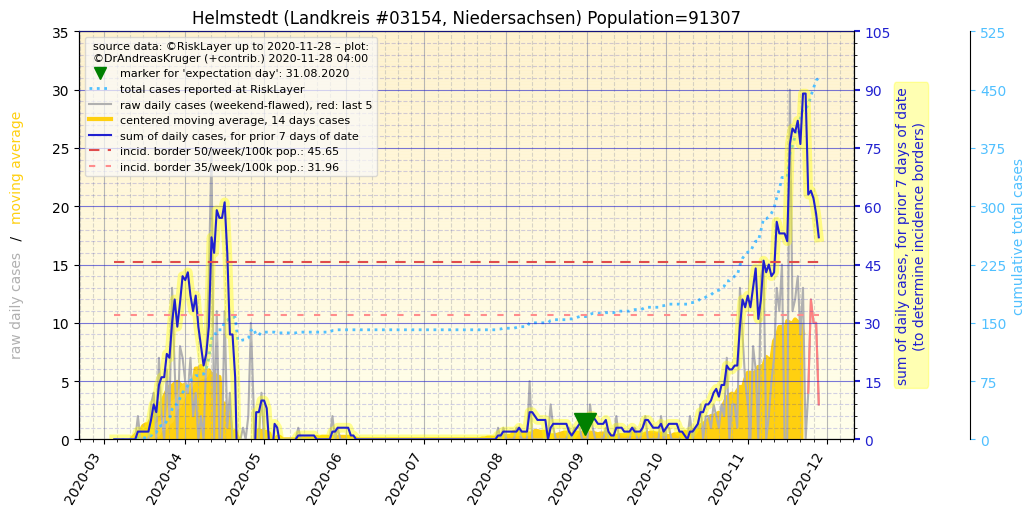 Helmstedt (Landkreis #03154, Niedersachsen) Population=91307
source data: ©RiskLayer up to 2020-11-28 – plot:
©DrAndreasKruger (+contrib.) 2020-11-28 04:00
marker for 'expectation day': 31.08.2020
total cases reported at RiskLayer
raw daily cases (weekend-flawed), red: last 5
centered moving average, 14 days cases
sum of daily cases, for prior 7 days of date
incid. border 50/week/100k pop.: 45.65
incid. border 35/week/100k pop.: 31.96
raw daily cases / moving average
35
30
25
20
15
10
5
0
2020-03
2020-04
2020-05
2020-06
2020-07
2020-08
2020-09
2020-10
2020-11
2020-12
105
90
75
60
45
30
15
0
sum of daily cases, for prior 7 days of date
(to determine incidence borders)
525
450
375
300
225
150
75
0
cumulative total cases